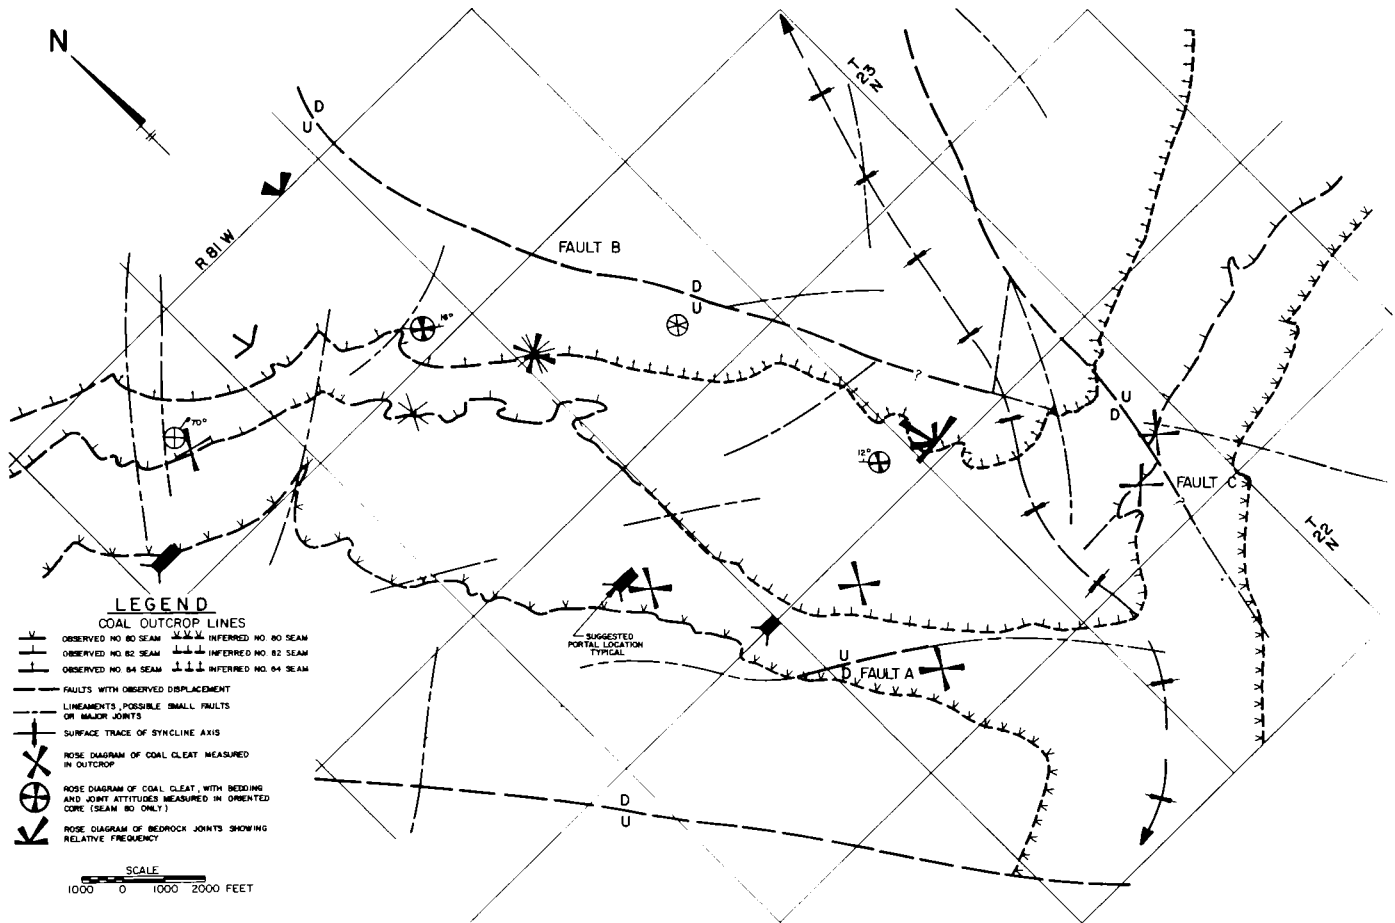 N
T
23
N
D
U
R 81 W
FAULT B
D
U
16°
?
70°
12°
U
D
FAULT C
?
T
22
N
SUGGESTED
PORTAL LOCATION
TYPICAL
U
D FAULT A
D
U
LEGEND
COAL OUTCROP LINES
OBSERVED NO. 80 SEAM INFERRED NO. 80 SEAM
OBSERVED NO. 82 SEAM INFERRED NO. 82 SEAM
OBSERVED NO. 84 SEAM INFERRED NO. 84 SEAM
FAULTS WITH OBSERVED DISPLACEMENT
LINEAMENTS, POSSIBLE SMALL FAULTS
OR MAJOR JOINTS
SURFACE TRACE OF SYNCLINE AXIS
ROSE DIAGRAM OF COAL CLEAT MEASURED
IN OUTCROP
ROSE DIAGRAM OF COAL CLEAT, WITH BEDDING
AND JOINT ATTITUDES MEASURED IN ORIENTED
CORE (SEAM 80 ONLY)
ROSE DIAGRAM OF BEDROCK JOINTS SHOWING
RELATIVE FREQUENCY
SCALE
1000 0 1000 2000 FEET